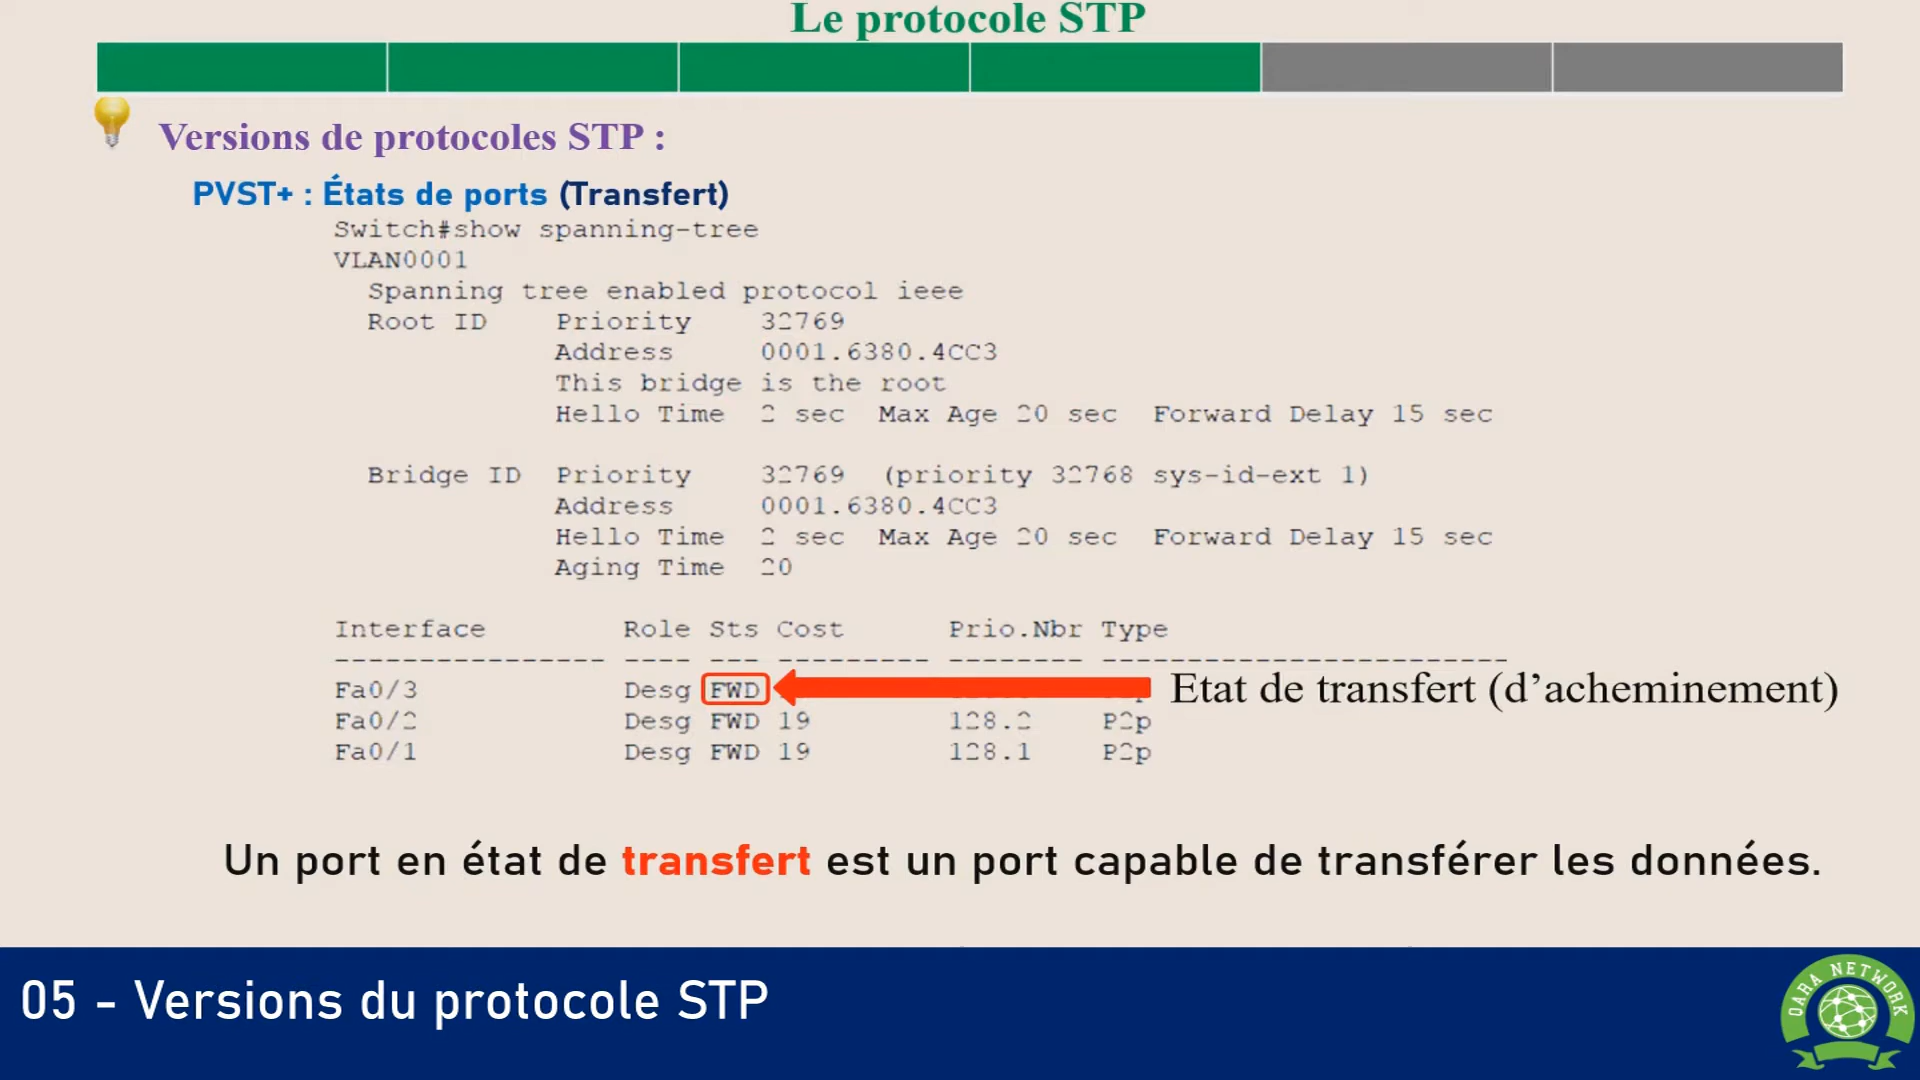 Le protocole STP
Versions de protocoles STP :
PVST+ : États de ports (Transfert)
Switch#show spanning-tree
VLAN0001
Spanning tree enabled protocol ieee
Root ID Priority 32769
Address 0001.6380.4CC3
This bridge is the root
Hello Time 2 sec Max Age 20 sec Forward Delay 15 sec
Bridge ID Priority 32769 (priority 32768 sys-id-ext 1)
Address 0001.6380.4CC3
Hello Time 2 sec Max Age 20 sec Forward Delay 15 sec
Aging Time 20
Interface Role Sts Cost Prio.Nbr Type
---------------- ---- --- --------- -------- ------------------------
Fa0/3 Desg FWD Etat de transfert (d’acheminement)
Fa0/2 Desg FWD 19 128.2 P2p
Fa0/1 Desg FWD 19 128.1 P2p
Un port en état de transfert est un port capable de transférer les données.
05 - Versions du protocole STP
OARA NETWORK